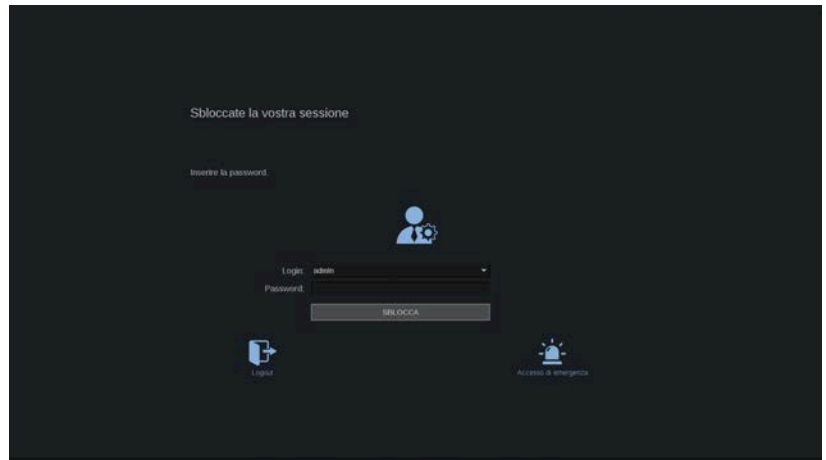 Sbloccate la vostra sessione
Inserire la password.
Login: admin
Password:
SBLOCCA
Logout
Accesso di emergenza